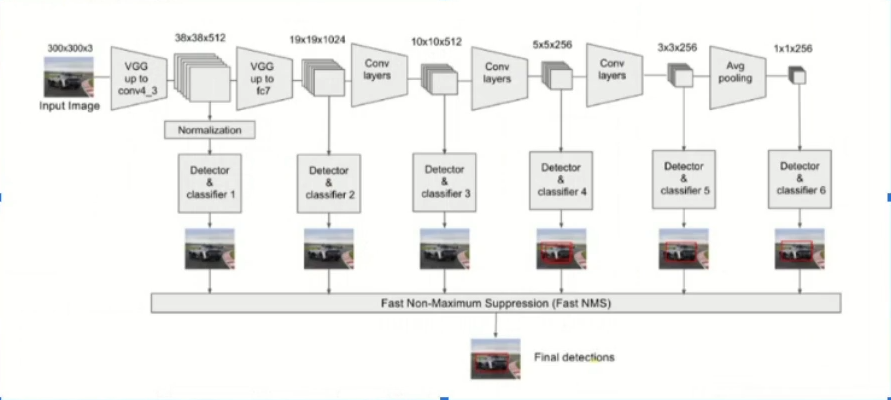 300x300x3
Input Image
VGG
up to
conv4_3
38x38x512
VGG
up to
fc7
19x19x1024
Conv
layers
10x10x512
Conv
layers
5x5x256
Conv
layers
3x3x256
Avg
pooling
1x1x256
Normalization
Detector
&
classifier 1
Detector
&
classifier 2
Detector
&
classifier 3
Detector
&
classifier 4
Detector
&
classifier 5
Detector
&
classifier 6
Fast Non-Maximum Suppression (Fast NMS)
Final detections